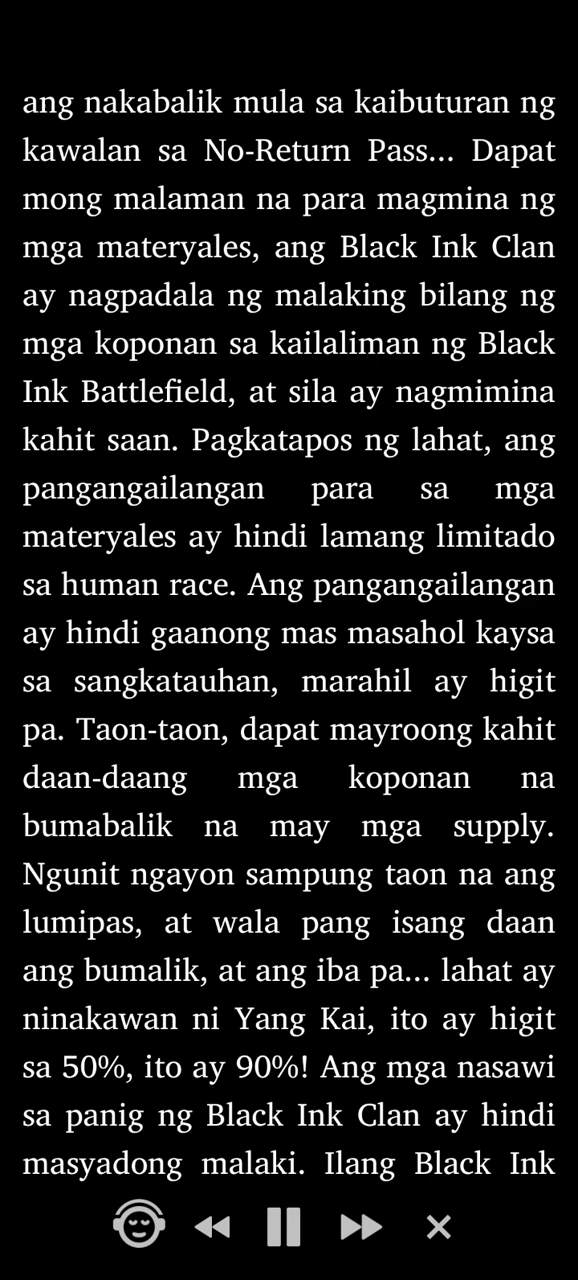 ang nakabalik mula sa kaibuturan ng
kawalan sa No-Return Pass... Dapat
mong malaman na para magmina ng
mga materyales, ang Black Ink Clan
ay nagpadala ng malaking bilang ng
mga koponan sa kailaliman ng Black
Ink Battlefield, at sila ay nagmimina
kahit saan. Pagkatapos ng lahat, ang
pangangailangan para sa mga
materyales ay hindi lamang limitado
sa human race. Ang pangangailangan
ay hindi gaanong mas masahol kaysa
sa sangkatauhan, marahil ay higit
pa. Taon-taon, dapat mayroong kahit
daan-daang mga koponan na
bumabalik na may mga supply.
Ngunit ngayon sampung taon na ang
lumipas, at wala pang isang daan
ang bumalik, at ang iba pa... lahat ay
ninakawan ni Yang Kai, ito ay higit
sa 50%, ito ay 90%! Ang mga nasawi
sa panig ng Black Ink Clan ay hindi
masyadong malaki. Ilang Black Ink